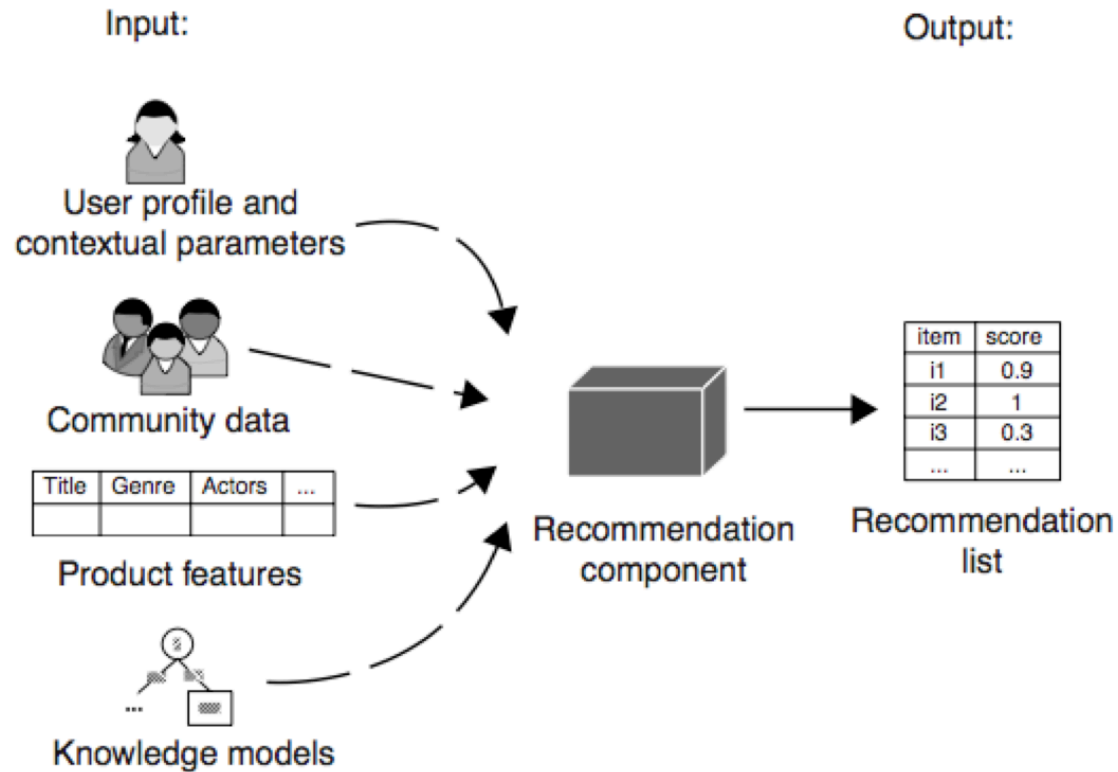 Input:
Output:
User profile and
contextual parameters
Community data
Title Genre Actors ...
Product features
...
Knowledge models
Recommendation
component
item score
i1 0.9
i2 1
i3 0.3
... ...
Recommendation
list